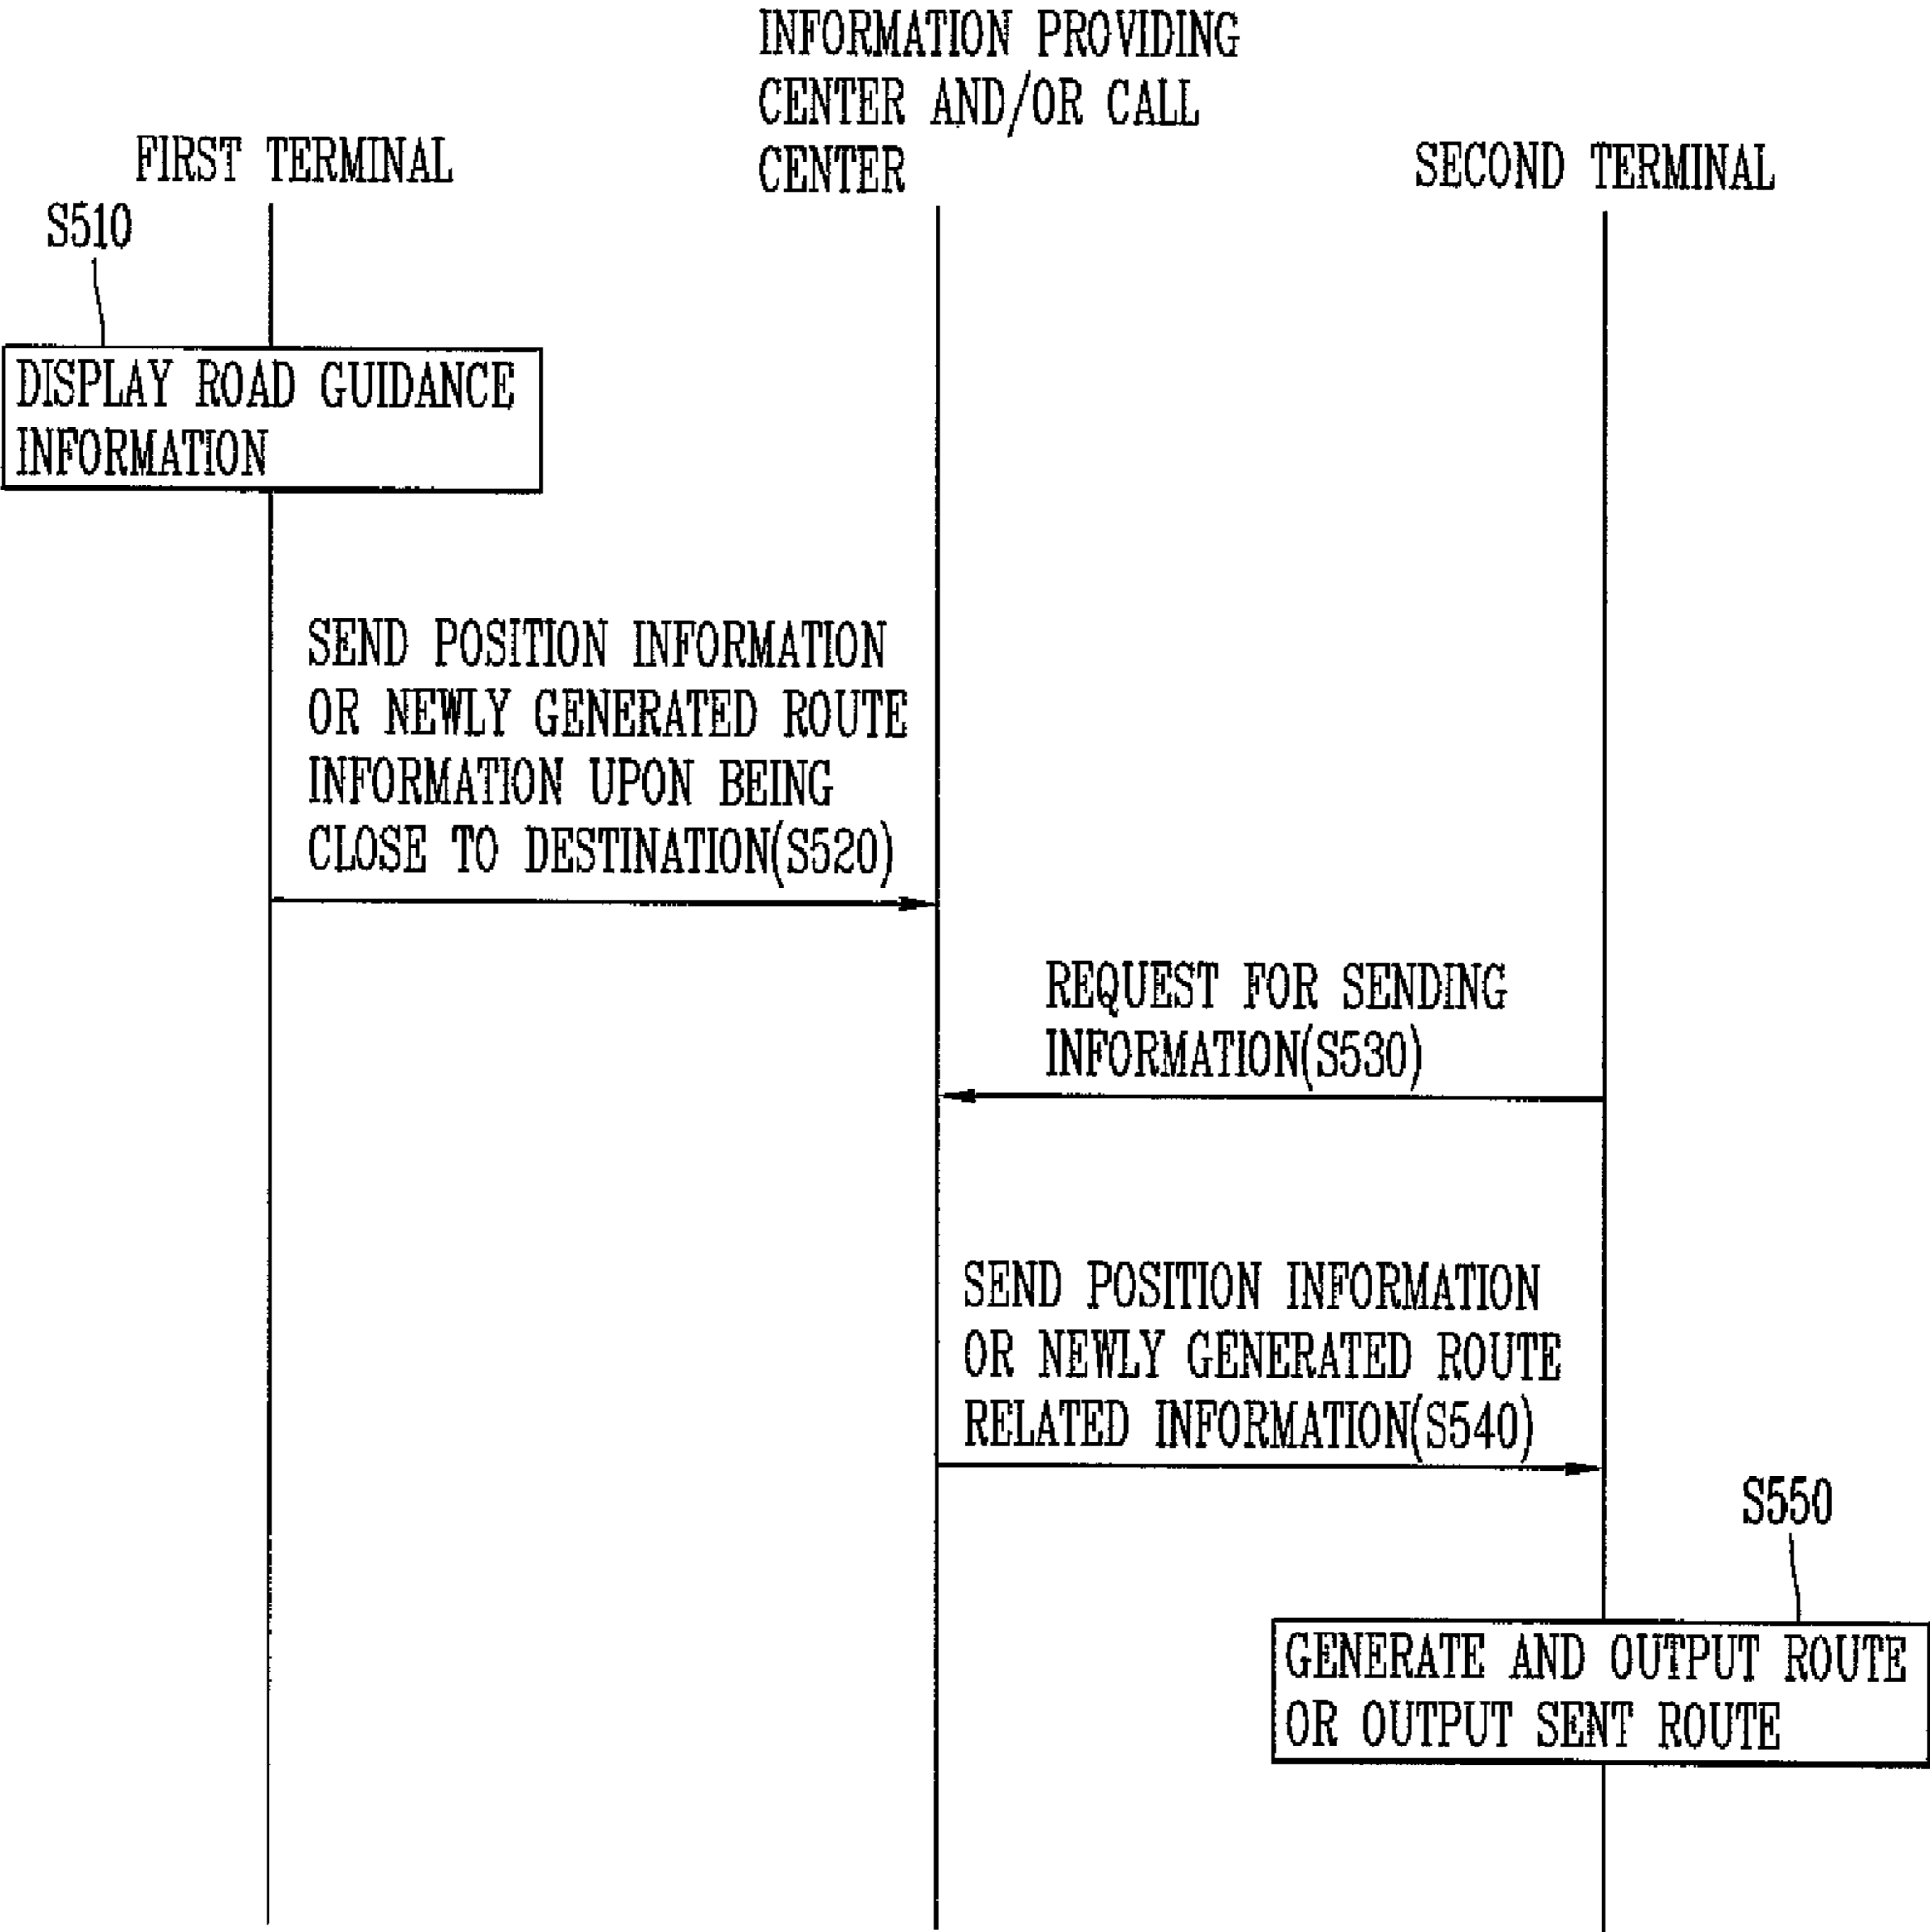 INFORMATION PROVIDING
CENTER AND/OR CALL
CENTER
FIRST TERMINAL
SECOND TERMINAL
S510
DISPLAY ROAD GUIDANCE
INFORMATION
SEND POSITION INFORMATION
OR NEWLY GENERATED ROUTE
INFORMATION UPON BEING
CLOSE TO DESTINATION(S520)
REQUEST FOR SENDING
INFORMATION(S530)
SEND POSITION INFORMATION
OR NEWLY GENERATED ROUTE
RELATED INFORMATION(S540)
S550
GENERATE AND OUTPUT ROUTE
OR OUTPUT SENT ROUTE